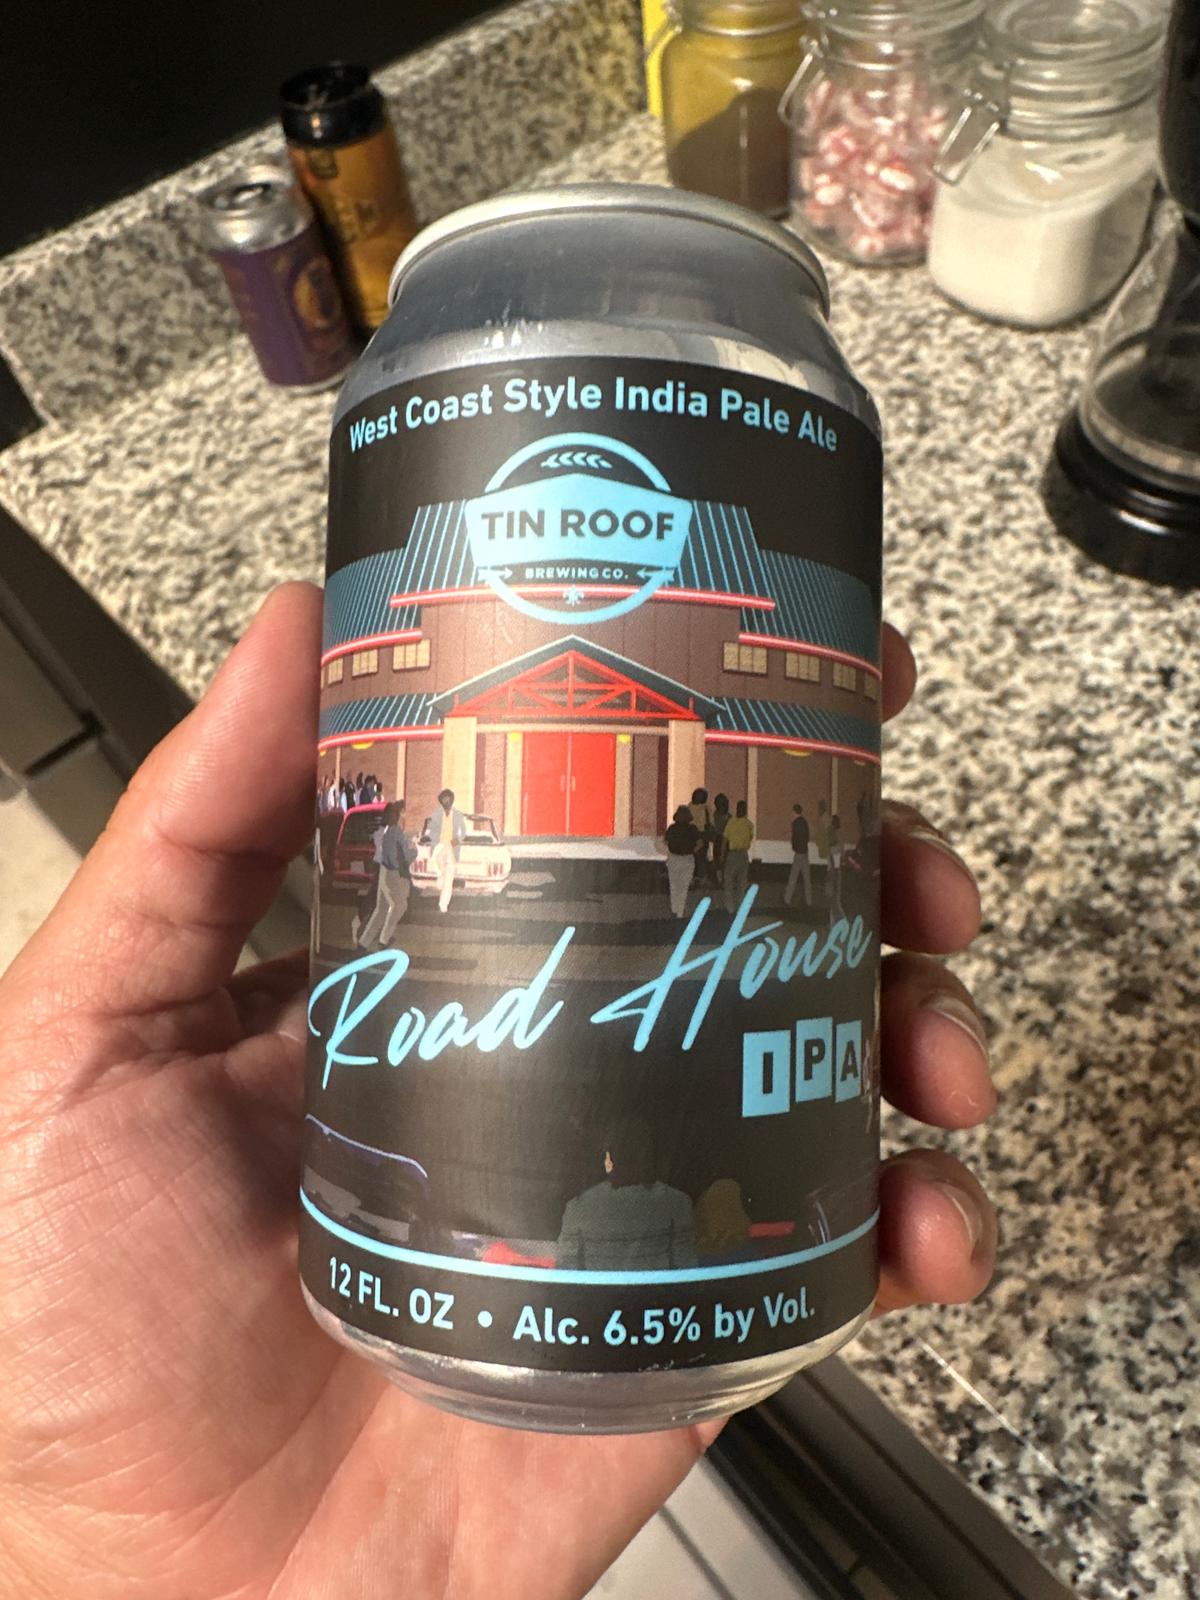 West Coast Style India Pale Ale
TIN ROOF
BREWING CO.
Road House
IPA
12 FL. OZ • Alc. 6.5% by Vol.